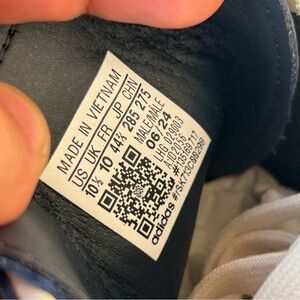 MADE IN VIETNAM
US UK FR JP CHN
10½ 10 44⅔ 285 275
MALE/MALE
06/24
LHG 034003
adidas